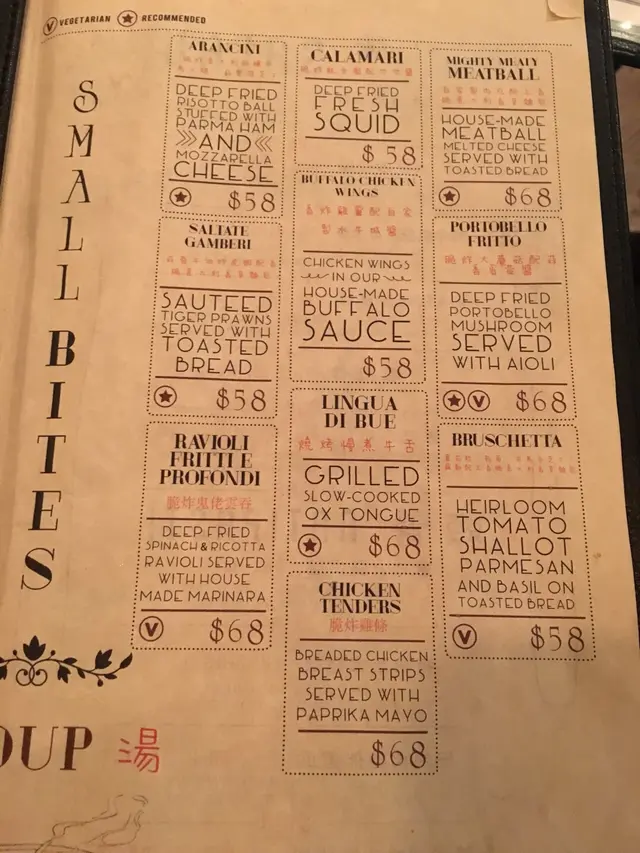 VEGETARIAN RECOMMENDED
SMALL BITES
ARANCINI
DEEP FRIED
RISOTTO BALL
STUFFED WITH
PARMA HAM
AND
MOZZARELLA
CHEESE
$58
CALAMARI
DEEP FRIED
FRESH
SQUID
$58
MIGHTY MEATY
MEATBALL
HOUSE-MADE
MEATBALL
MELTED CHEESE
SERVED WITH
TOASTED BREAD
$68
SALTATE
GAMBERI
SAUTEED
TIGER PRAWNS
SERVED WITH
TOASTED
BREAD
$58
BUFFALO CHICKEN
WINGS
CHICKEN WINGS
IN OUR
HOUSE-MADE
BUFFALO
SAUCE
$58
PORTOBELLO
FRITTO
DEEP FRIED
PORTOBELLO
MUSHROOM
SERVED
WITH AIOLI
V $68
RAVIOLI
FRITTI E
PROFONDI
脆炸鬼佬雲吞
DEEP FRIED
SPINACH & RICOTTA
RAVIOLI SERVED
WITH HOUSE
MADE MARINARA
V $68
LINGUA
DI BUE
燒烤慢煮牛舌
GRILLED
SLOW-COOKED
OX TONGUE
$68
BRUSCHETTA
HEIRLOOM
TOMATO
SHALLOT
PARMESAN
AND BASIL ON
TOASTED BREAD
V $58
CHICKEN
TENDERS
脆炸雞條
BREADED CHICKEN
BREAST STRIPS
SERVED WITH
PAPRIKA MAYO
$68
OUP 湯